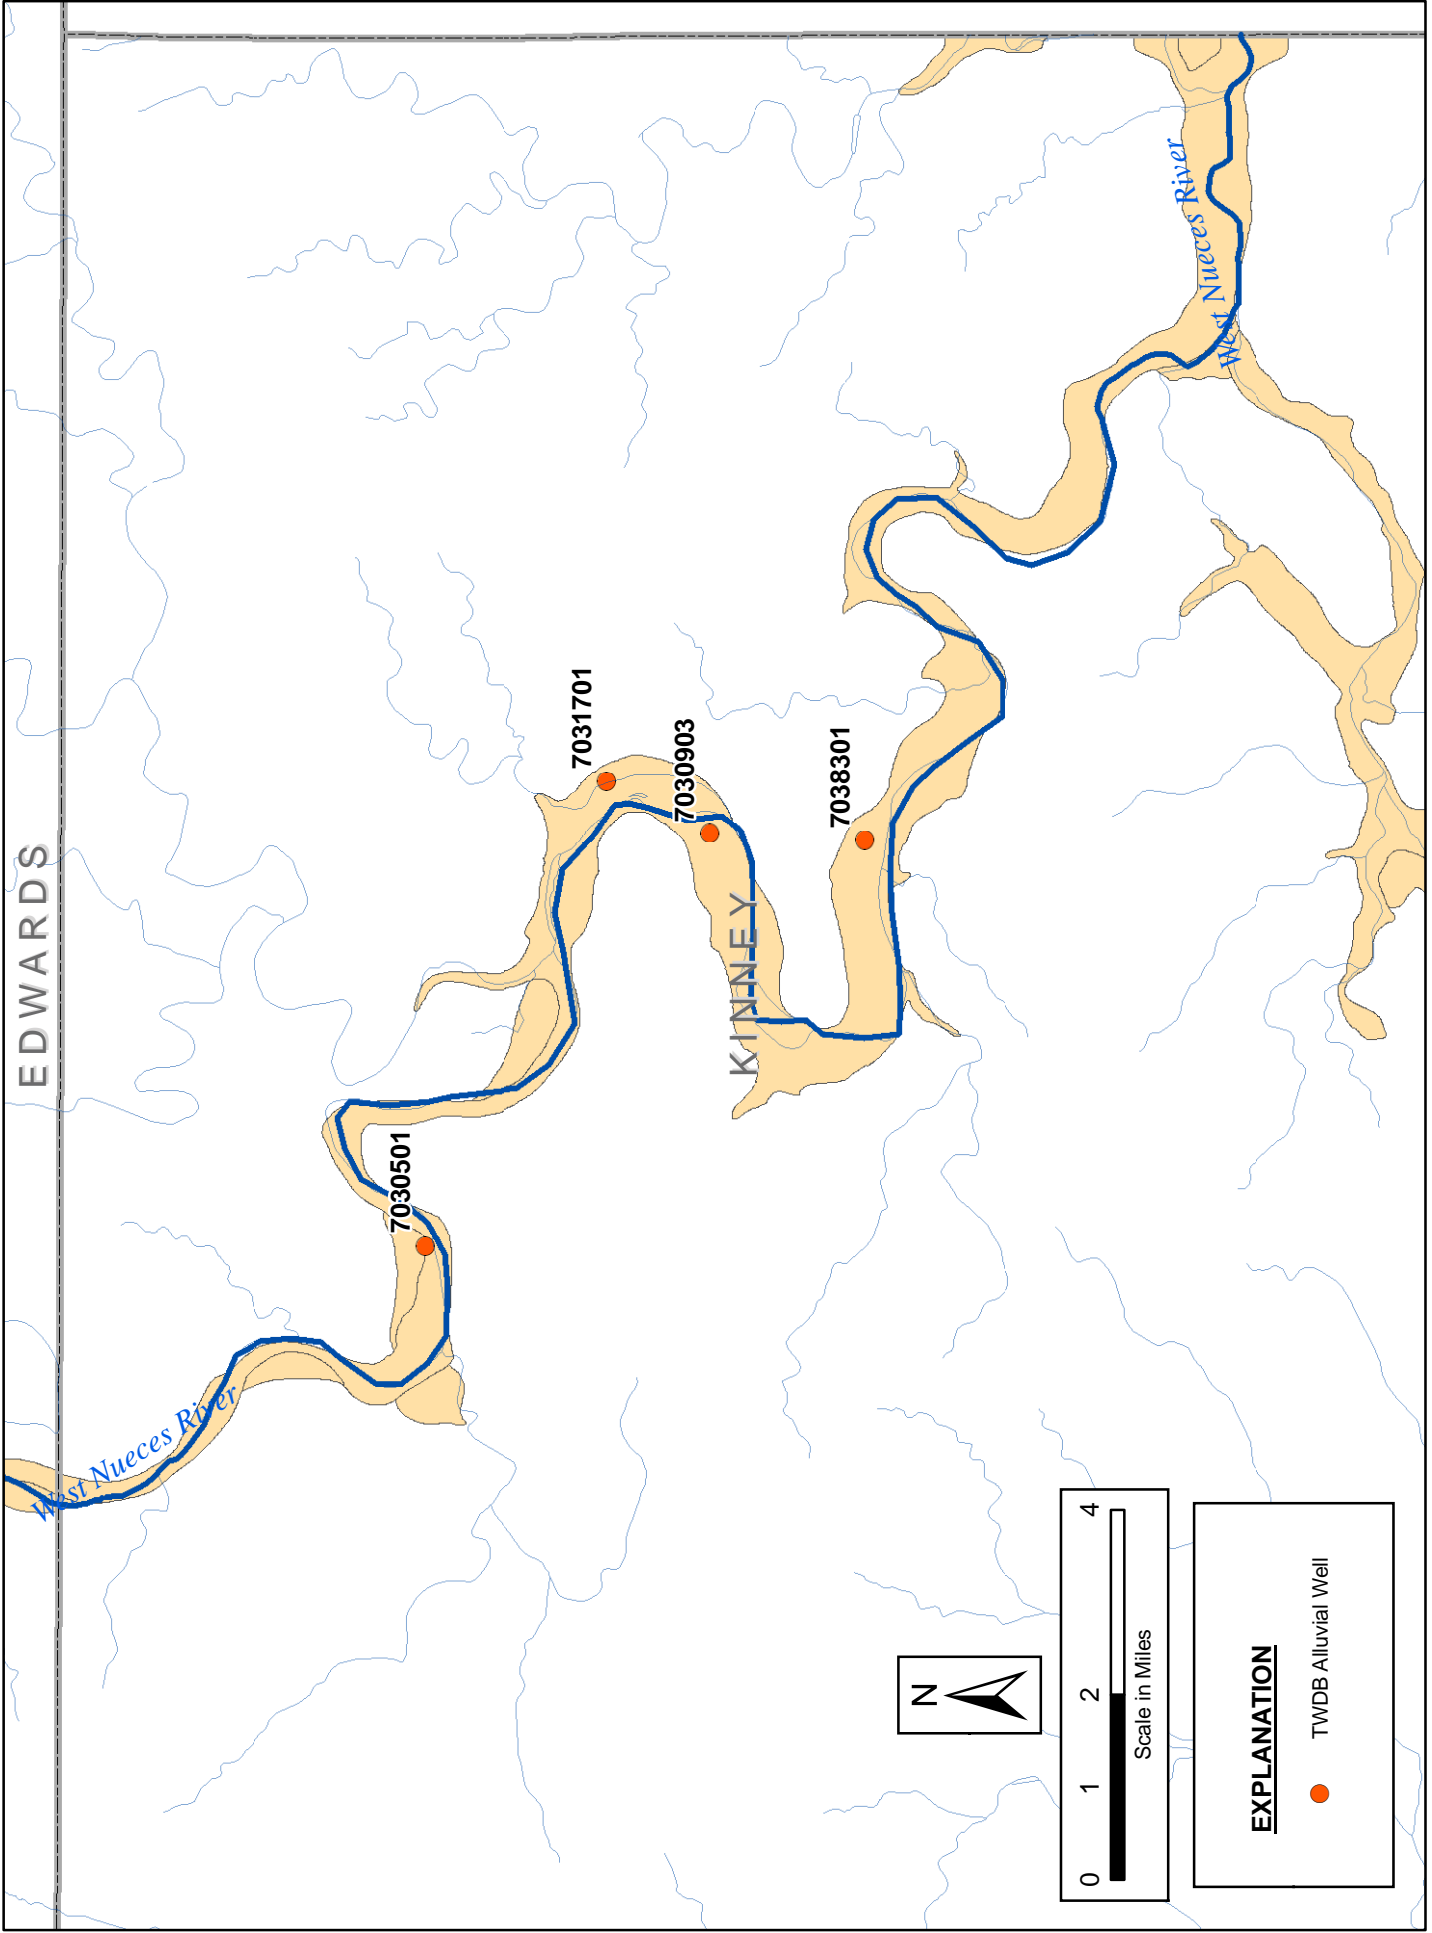 EDWARDS
West Nueces River
7030501
7031701
7030903
KINNEY
7038301
West Nueces River
N
0 1 2 4
Scale in Miles
EXPLANATION
TWDB Alluvial Well